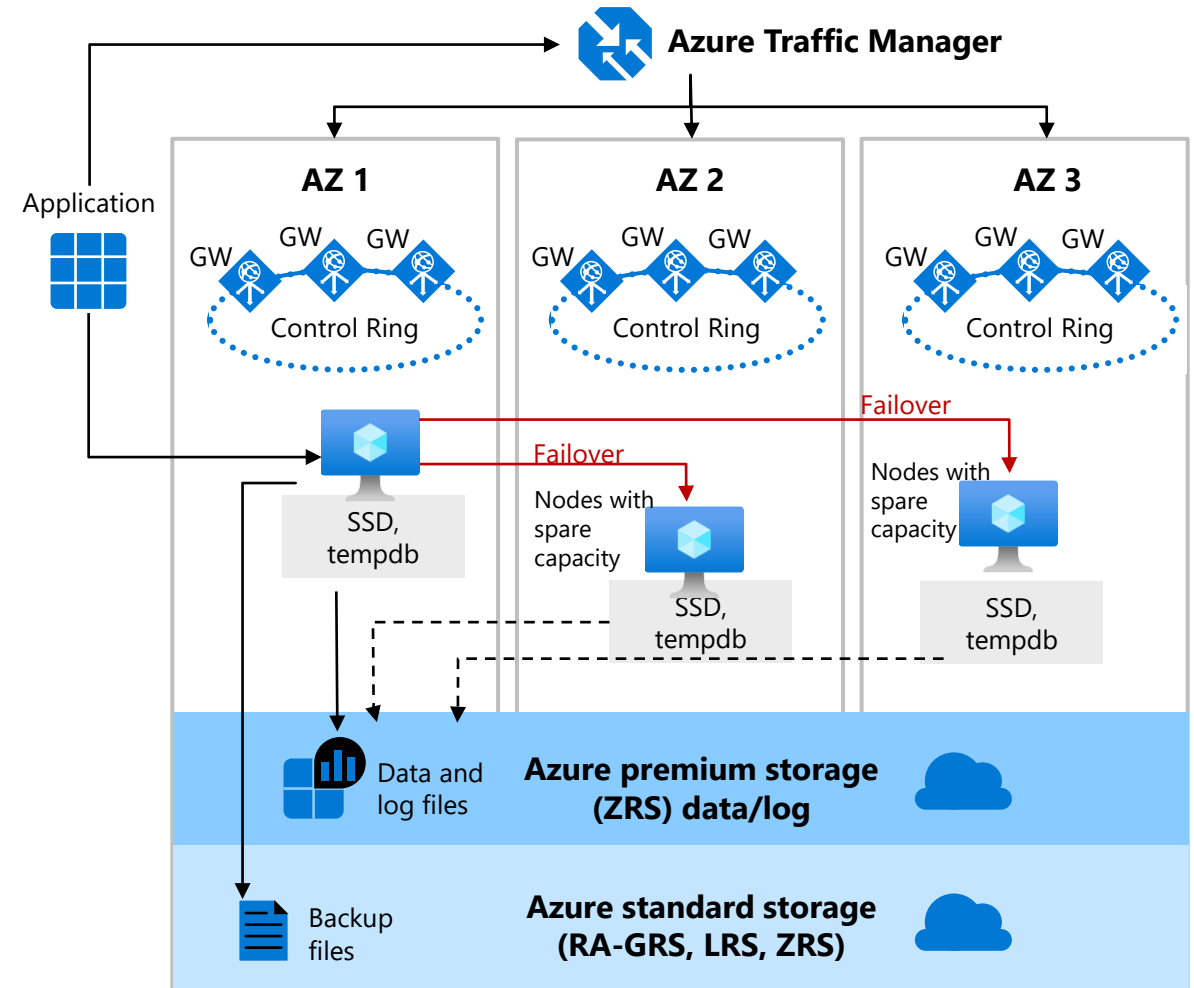 Azure Traffic Manager
Application
AZ 1
AZ 2
AZ 3
GW
GW
GW
Control Ring
GW
GW
GW
Control Ring
GW
GW
GW
Control Ring
Failover
Failover
Nodes with
spare
capacity
Nodes with
spare
capacity
SSD,
tempdb
SSD,
tempdb
SSD,
tempdb
Data and
log files
Azure premium storage
(ZRS) data/log
Backup
files
Azure standard storage
(RA-GRS, LRS, ZRS)